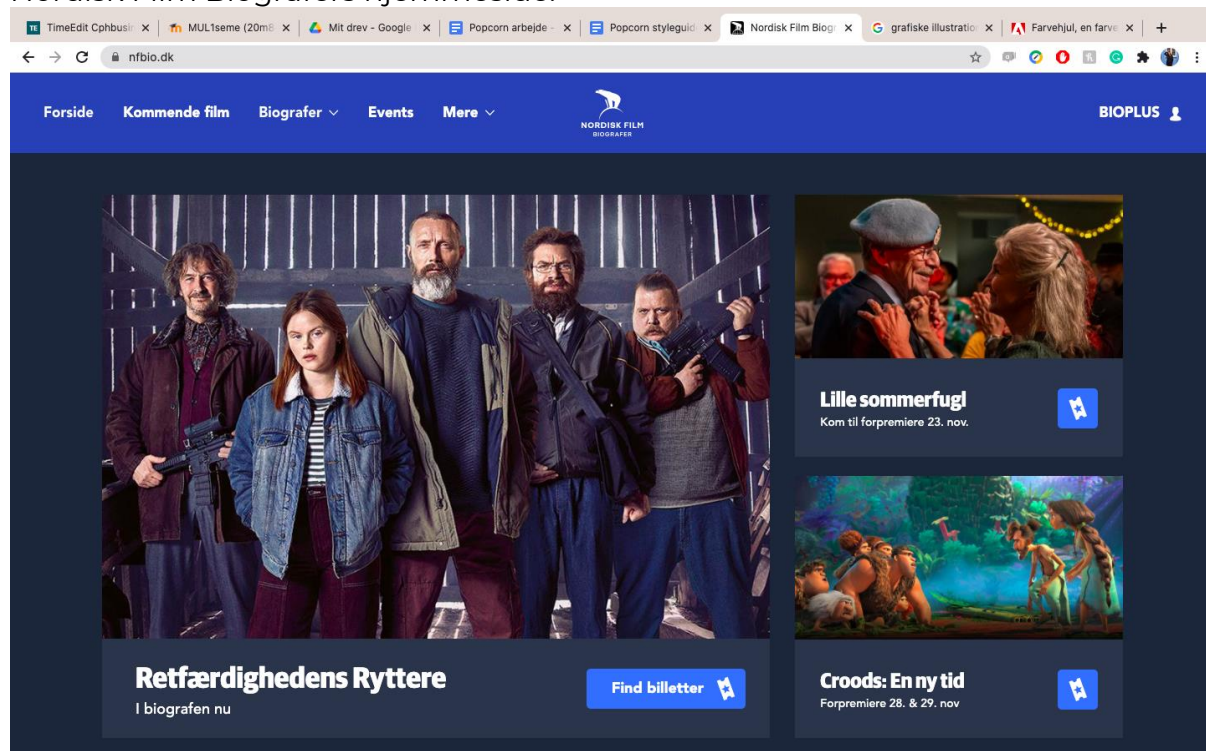 Nordisk Film Biografers hjemmesider
TE TimeEdit Cphbusin MUL1seme (20m8 Mit drev - Google Popcorn arbejde - Popcorn styleguid Nordisk Film Biogr G grafiske illustratio Farvehjul, en farve
nfbio.dk
Forside Kommende film Biografer Events Mere NORDISK FILM BIOGRAFER BIOPLUS
Lille sommerfugl
Kom til forpremiere 23. nov.
Retfærdighedens Ryttere
I biografen nu
Find billetter
Croods: En ny tid
Forpremiere 28. & 29. nov